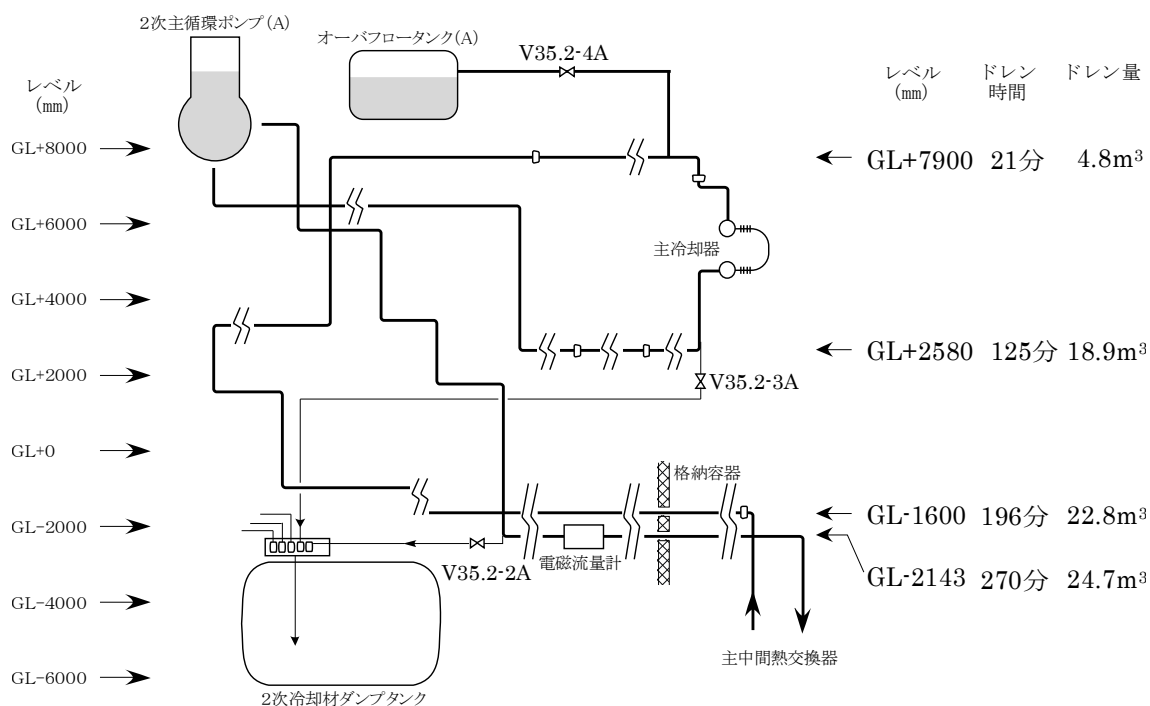 2次主循環ポンプ(A)
オーバフロータンク(A)
V35.2-4A
レベル
(mm)
GL+8000
GL+6000
GL+4000
GL+2000
GL+0
GL-2000
GL-4000
GL-6000
レベル
(mm)
ドレン
時間
ドレン量
GL+7900 21分 4.8m³
主冷却器
GL+2580 125分 18.9m³
V35.2-3A
格納容器
GL-1600 196分 22.8m³
V35.2-2A
電磁流量計
GL-2143 270分 24.7m³
主中間熱交換器
2次冷却材ダンプタンク